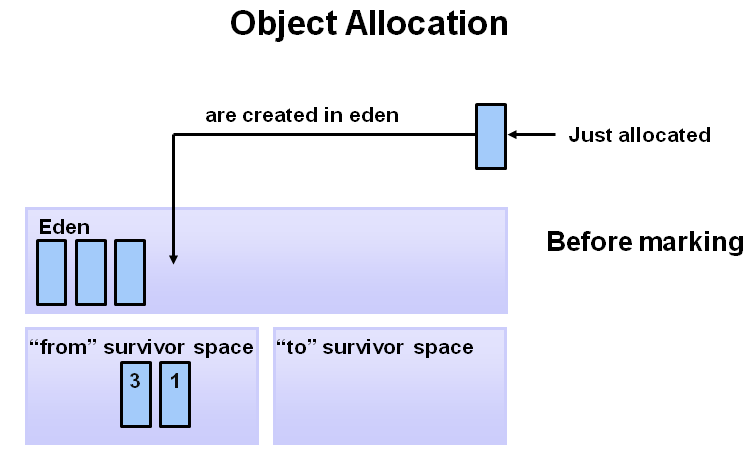 Object Allocation
are created in eden
Just allocated
Eden
Before marking
“from” survivor space
“to” survivor space
3 1